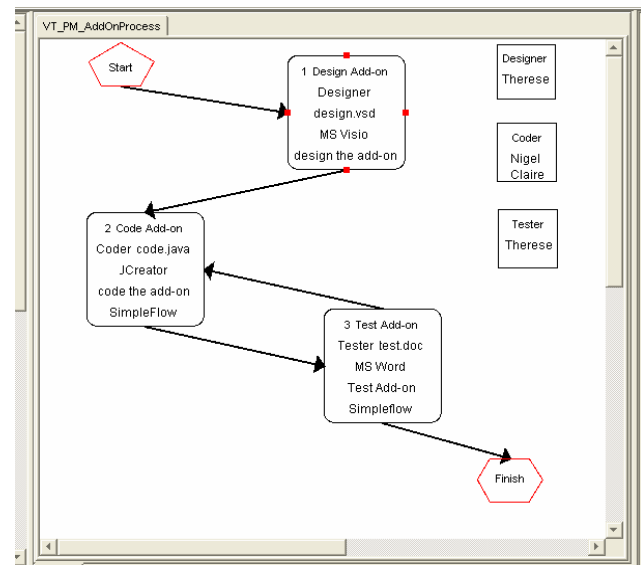 VT_PM_AddOnProcess
Start
1 Design Add-on
Designer
design.vsd
MS Visio
design the add-on
Designer
Therese
Coder
Nigel
Claire
2 Code Add-on
Coder code.java
JCreator
code the add-on
SimpleFlow
Tester
Therese
3 Test Add-on
Tester test.doc
MS Word
Test Add-on
Simpleflow
Finish